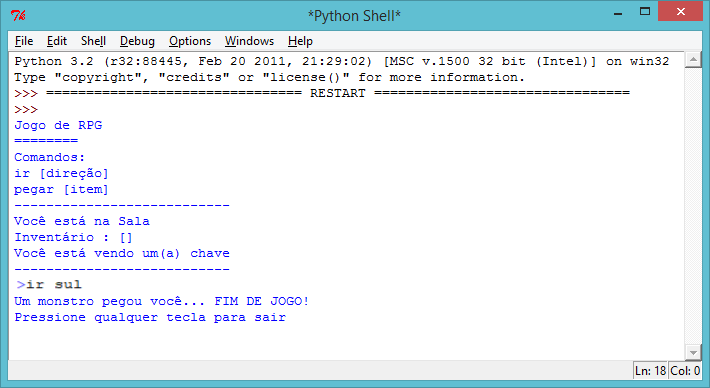 *Python Shell*
File Edit Shell Debug Options Windows Help
Python 3.2 (r32:88445, Feb 20 2011, 21:29:02) [MSC v.1500 32 bit (Intel)] on win32
Type "copyright", "credits" or "license()" for more information.
>>> ================================ RESTART ================================
>>>
Jogo de RPG
========
Comandos:
ir [direção]
pegar [item]
---------------------------
Você está na Sala
Inventário : []
Você está vendo um(a) chave
---------------------------
>ir sul
Um monstro pegou você... FIM DE JOGO!
Pressione qualquer tecla para sair
Ln: 18 Col: 0